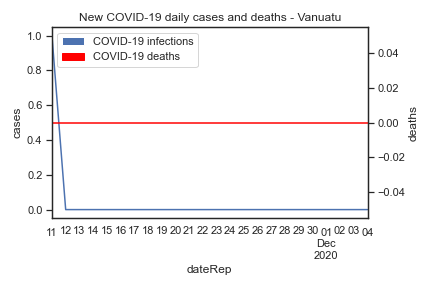 New COVID-19 daily cases and deaths - Vanuatu
COVID-19 infections
COVID-19 deaths
1.0
0.8
0.6
0.4
0.2
0.0
cases
0.04
0.02
0.00
−0.02
−0.04
deaths
11 12 13 14 15 16 17 18 19 20 21 22 23 24 25 26 27 28 29 30 01 02 03 04
Dec
2020
dateRep